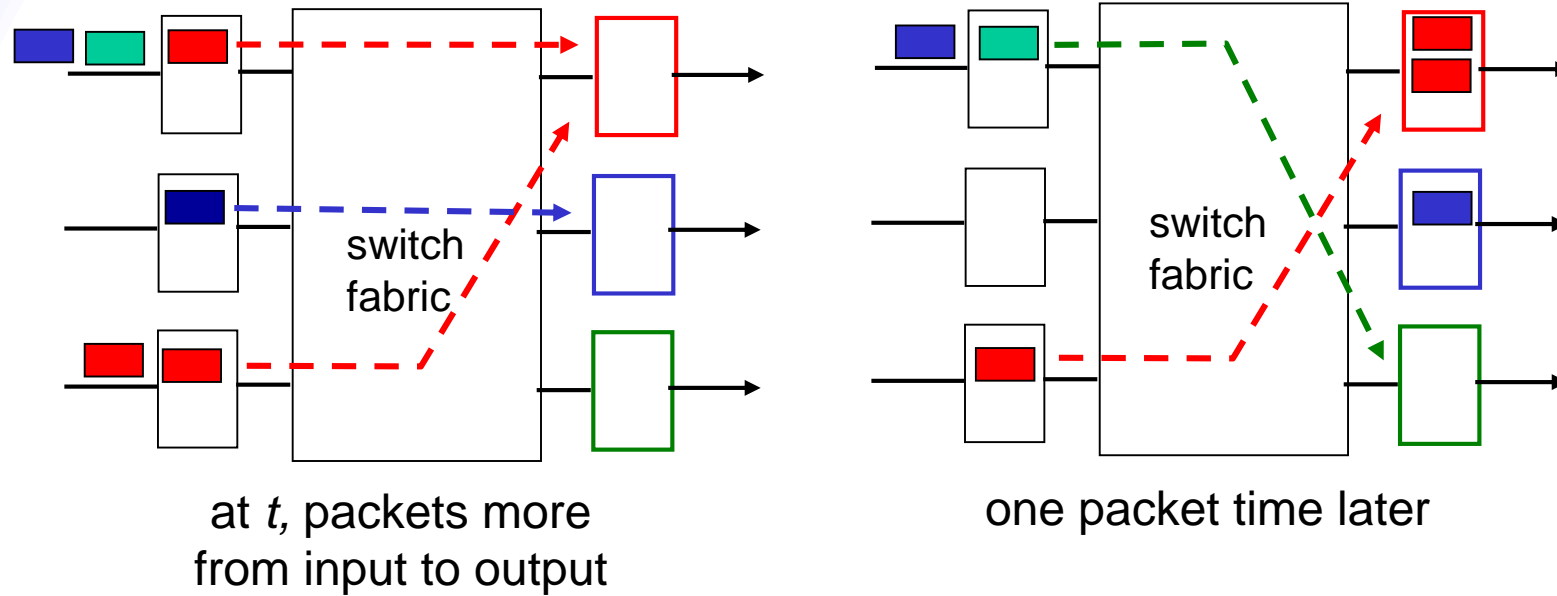 switch
fabric
at t, packets more
from input to output
switch
fabric
one packet time later